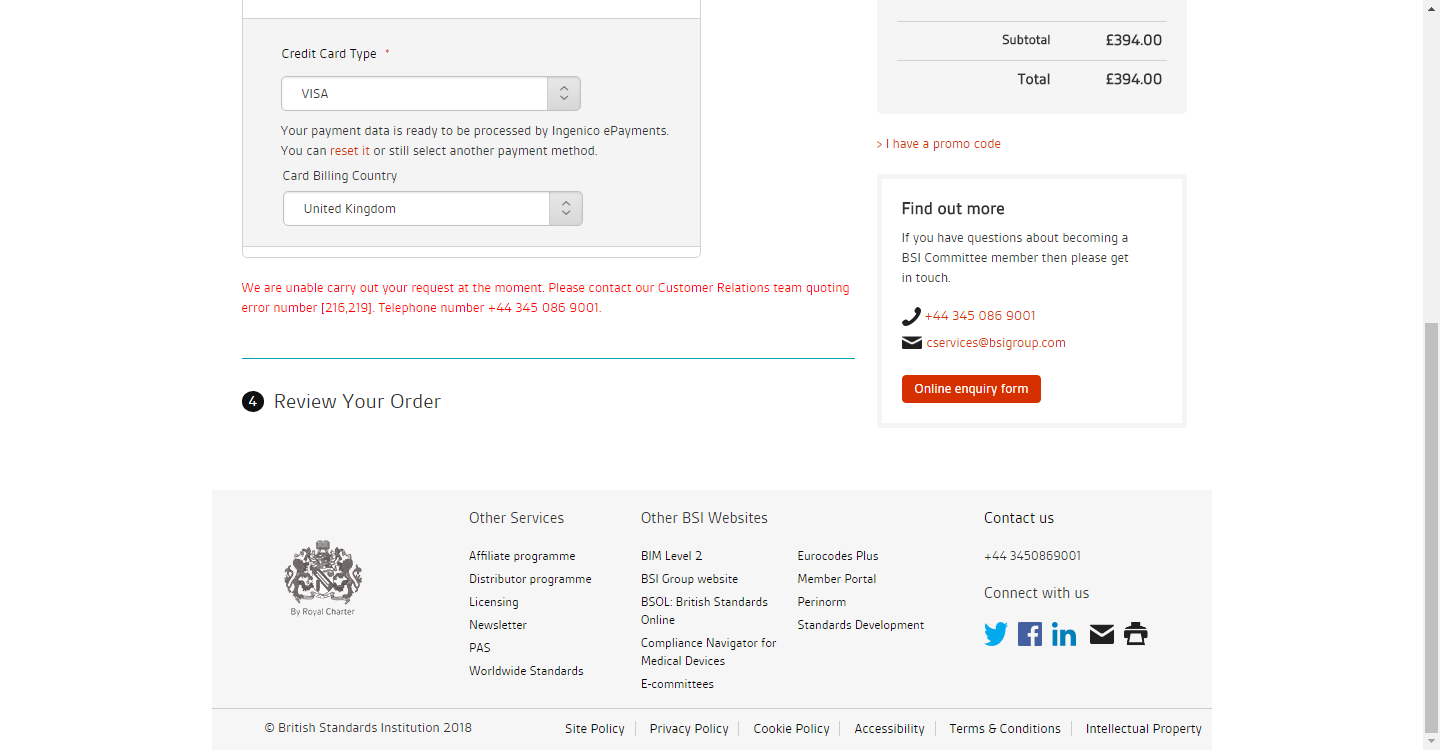 Credit Card Type *
VISA
Your payment data is ready to be processed by Ingenico ePayments.
You can reset it or still select another payment method.
Card Billing Country
United Kingdom
We are unable carry out your request at the moment. Please contact our Customer Relations team quoting
error number [216,219]. Telephone number +44 345 086 9001.
4 Review Your Order
Subtotal £394.00
Total £394.00
> I have a promo code
Find out more
If you have questions about becoming a
BSI Committee member then please get
in touch.
+44 345 086 9001
cservices@bsigroup.com
Online enquiry form
By Royal Charter
Other Services
Affiliate programme
Distributor programme
Licensing
Newsletter
PAS
Worldwide Standards
Other BSI Websites
BIM Level 2
BSI Group website
BSOL: British Standards
Online
Compliance Navigator for
Medical Devices
E-committees
Eurocodes Plus
Member Portal
Perinorm
Standards Development
Contact us
+44 3450869001
Connect with us
© British Standards Institution 2018
Site Policy
Privacy Policy
Cookie Policy
Accessibility
Terms & Conditions
Intellectual Property